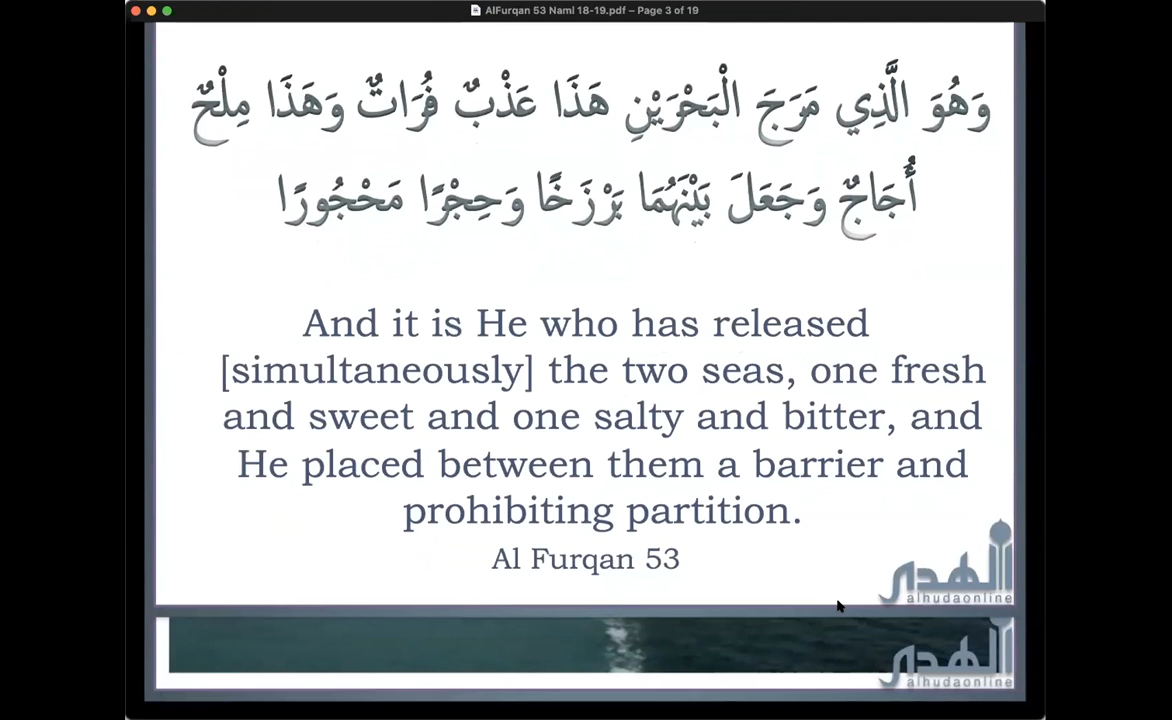 AlFurqan 53 Naml 18-19.pdf – Page 3 of 19
وَهُوَ الَّذِي مَرَجَ الْبَحْرَيْنِ هَذَا عَذْبٌ فُرَاتٌ وَهَذَا مِلْحٌ
أُجَاجٌ وَجَعَلَ بَيْنَهُمَا بَرْزَخًا وَحِجْرًا مَحْجُورًا
And it is He who has released
[simultaneously] the two seas, one fresh
and sweet and one salty and bitter, and
He placed between them a barrier and
prohibiting partition.
Al Furqan 53
الهدى
alhudaonline
الهدى
alhudaonline